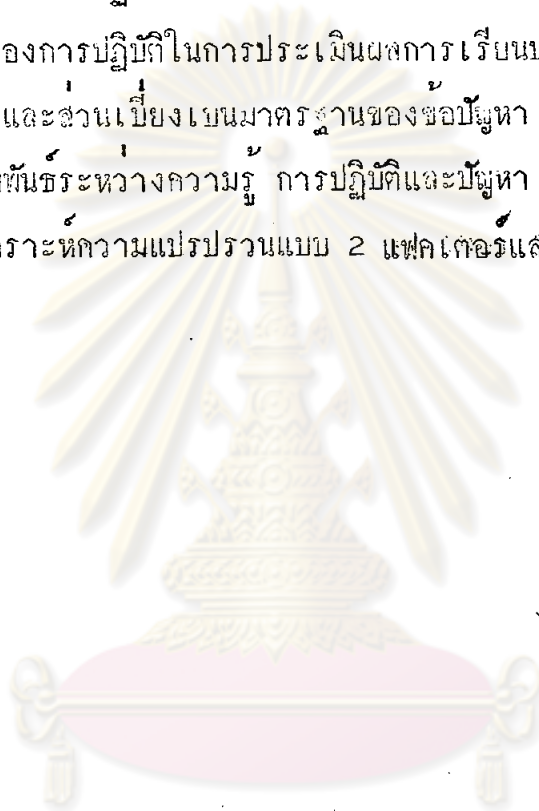 องการปฏิบัติในการประเมินผลการเรียน
และส่วนเบี่ยงเบนมาตรฐานของข้อปัญหา
พันธ์ระหว่างความรู้ การปฏิบัติและปัญหา
คราะห์ความแปรปรวนแบบ 2 แฟคเตอร์แล